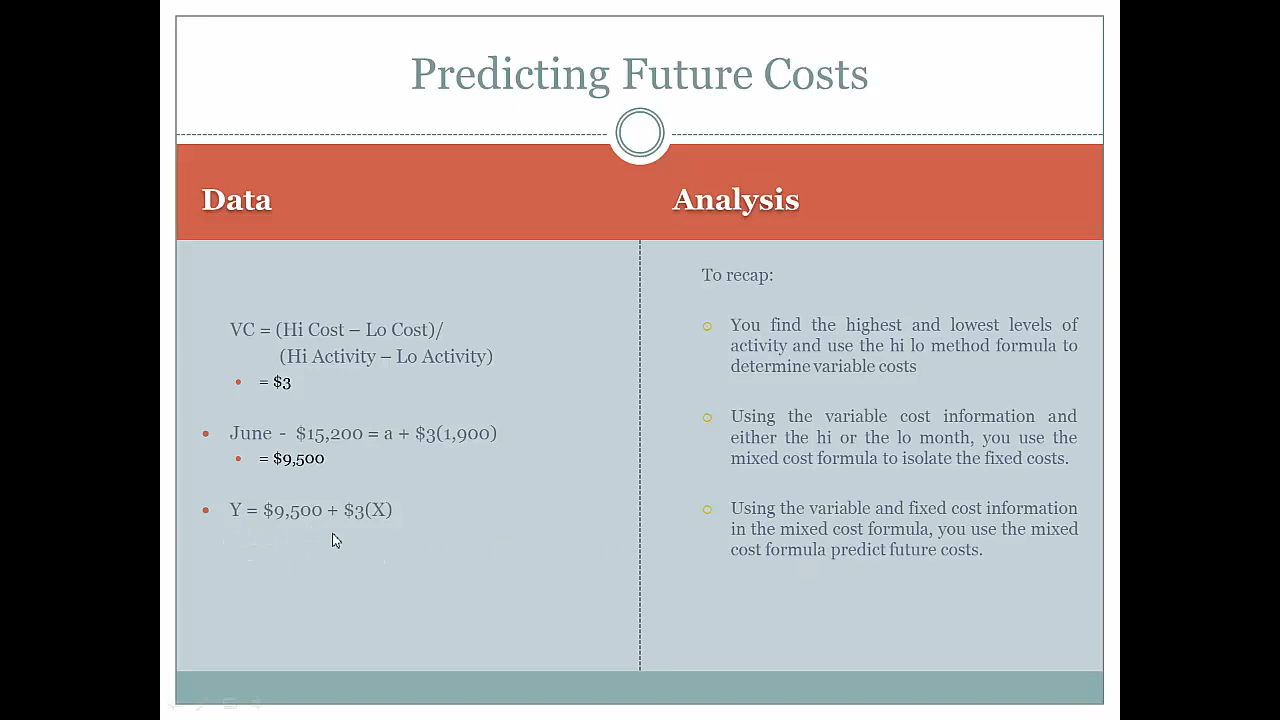 Predicting Future Costs
Data
Analysis
VC = (Hi Cost – Lo Cost)/
(Hi Activity – Lo Activity)
= $3
June - $15,200 = a + $3(1,900)
= $9,500
Y = $9,500 + $3(X)
To recap:
You find the highest and lowest levels of
activity and use the hi lo method formula to
determine variable costs
Using the variable cost information and
either the hi or the lo month, you use the
mixed cost formula to isolate the fixed costs.
Using the variable and fixed cost information
in the mixed cost formula, you use the mixed
cost formula predict future costs.